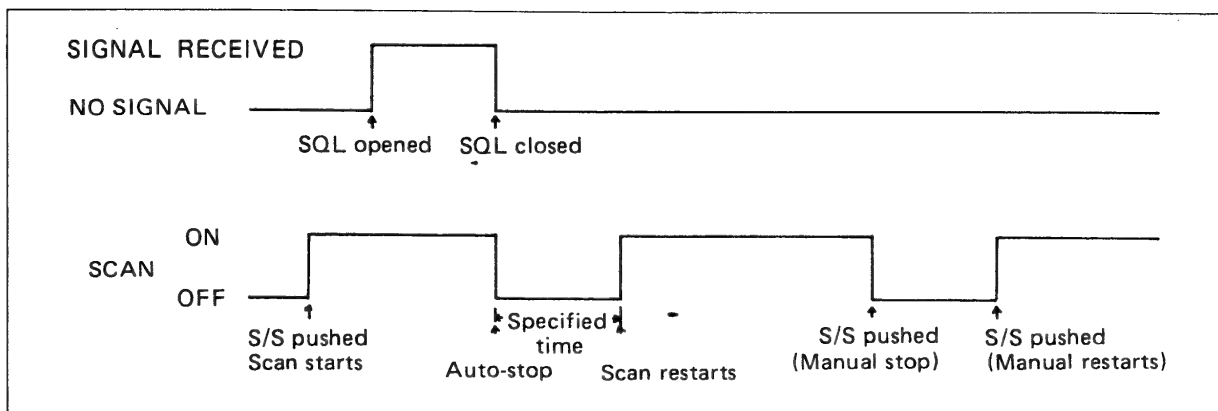 SIGNAL RECEIVED
NO SIGNAL
SQL opened
SQL closed
ON
SCAN
OFF
S/S pushed
Scan starts
Specified
time
Auto-stop
Scan restarts
S/S pushed
(Manual stop)
S/S pushed
(Manual restarts)